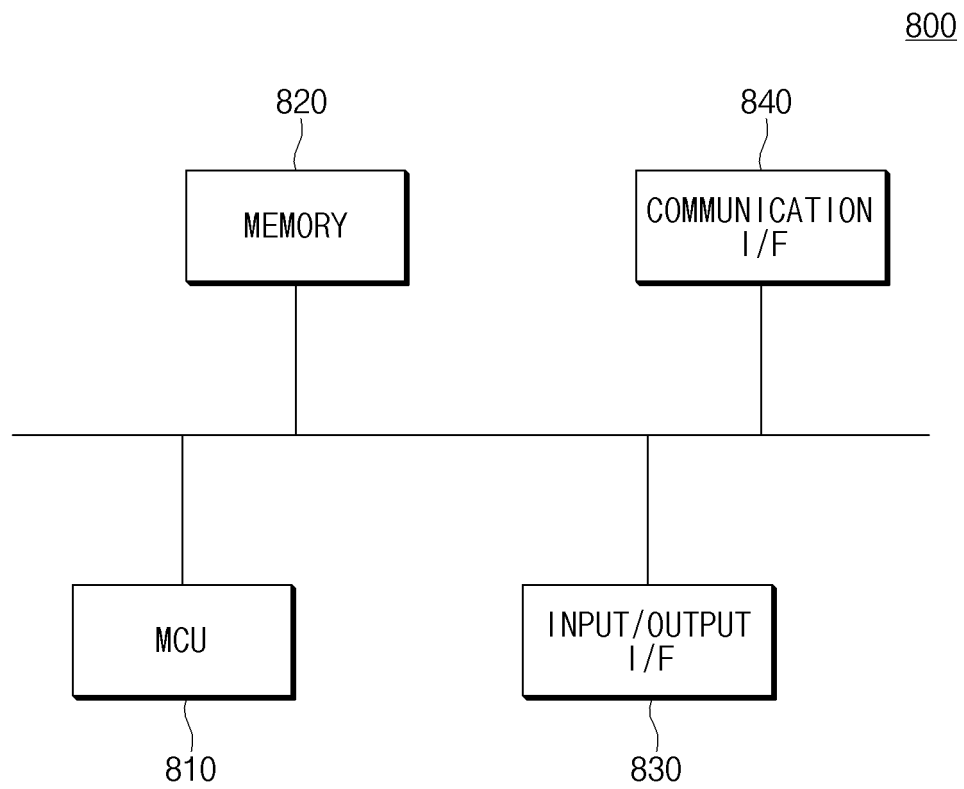 800
820
840
MEMORY
COMMUNICATION
I/F
MCU
INPUT/OUTPUT
I/F
810
830